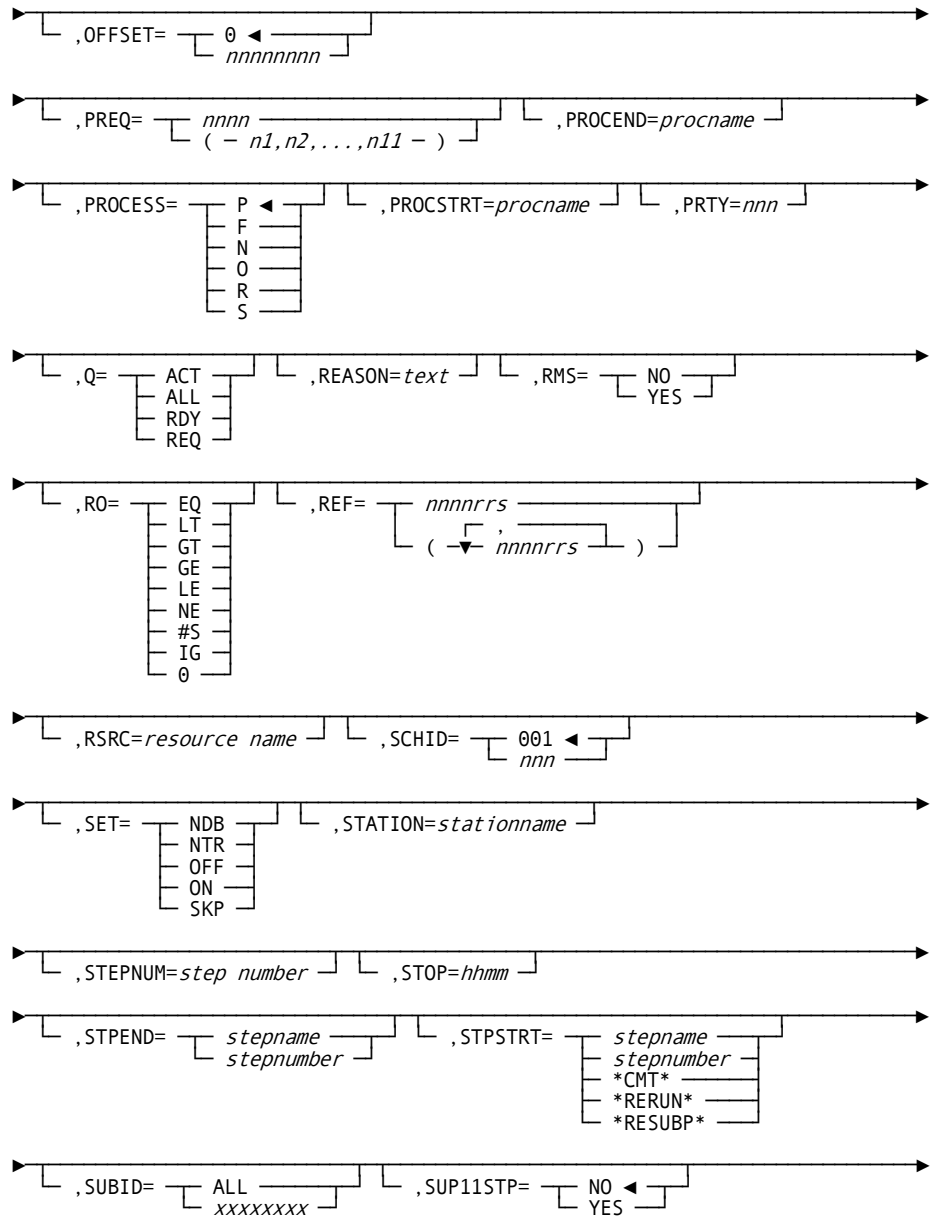 ,OFFSET= 0
nnnnnnnn
,PREQ= nnnn ,PROCEND=procname
( n1,n2,...,n11 )
,PROCESS= P ,PROCSTRT=procname ,PRTY=nnn
F
N
O
R
S
,Q= ACT ,REASON=text ,RMS= NO
ALL YES
RDY
REQ
,RO= EQ ,REF= nnnnrrs
LT ,
GT ( nnnnrrs )
GE
LE
NE
#S
IG
0
,RSRC=resource name ,SCHID= 001
nnn
,SET= NDB ,STATION=stationname
NTR
OFF
ON
SKP
,STEPNUM=step number ,STOP=hhmm
,STPEND= stepname ,STPSTRT= stepname
stepnumber stepnumber
*CMT*
*RERUN*
*RESUBP*
,SUBID= ALL ,SUP11STP= NO
xxxxxxxx YES